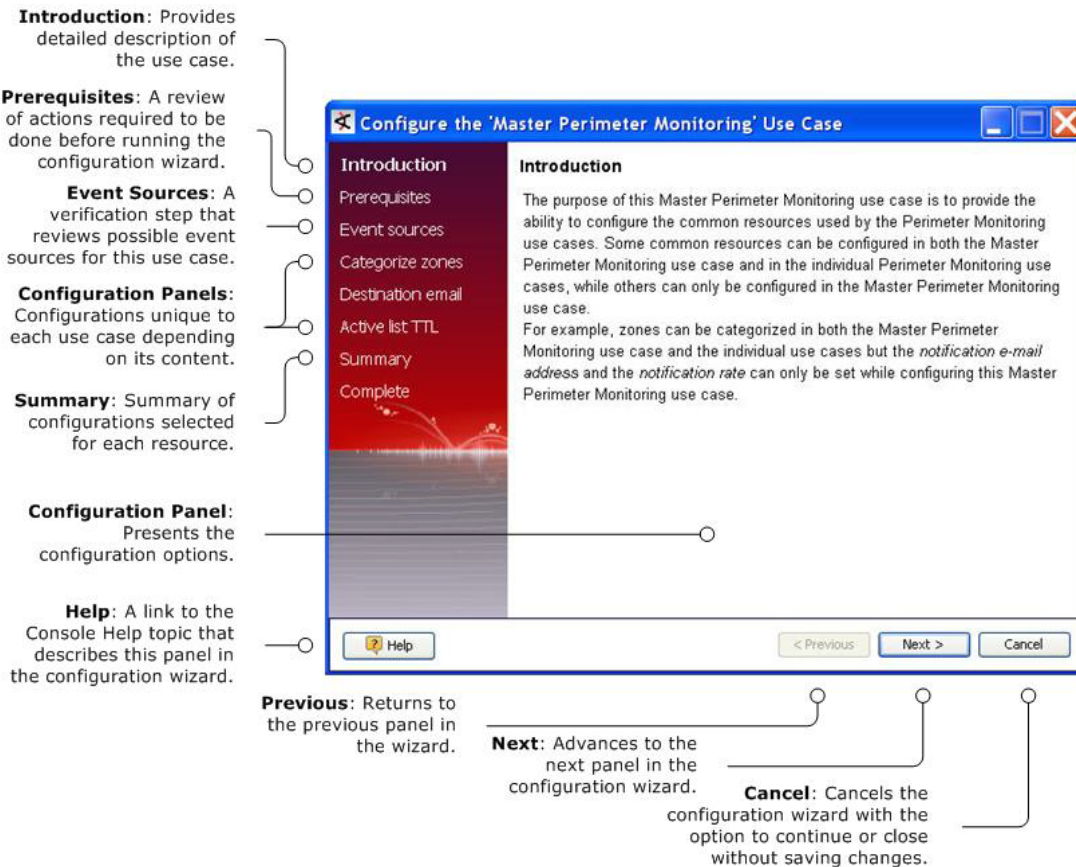 Introduction: Provides
detailed description of
the use case.
Prerequisites: A review
of actions required to be
done before running the
configuration wizard.
Event Sources: A
verification step that
reviews possible event
sources for this use case.
Configuration Panels:
Configurations unique to
each use case depending
on its content.
Summary: Summary of
configurations selected
for each resource.
Configuration Panel:
Presents the
configuration options.
Help: A link to the
Console Help topic that
describes this panel in
the configuration wizard.
Configure the 'Master Perimeter Monitoring' Use Case
Introduction
Prerequisites
Event sources
Categorize zones
Destination email
Active list TTL
Summary
Complete
Introduction
The purpose of this Master Perimeter Monitoring use case is to provide the
ability to configure the common resources used by the Perimeter Monitoring
use cases. Some common resources can be configured in both the Master
Perimeter Monitoring use case and in the individual Perimeter Monitoring use
cases, while others can only be configured in the Master Perimeter Monitoring
use case.
For example, zones can be categorized in both the Master Perimeter
Monitoring use case and the individual use cases but the notification e-mail
address and the notification rate can only be set while configuring this Master
Perimeter Monitoring use case.
Help
< Previous
Next >
Cancel
Previous: Returns to
the previous panel in
the wizard.
Next: Advances to the
next panel in the
configuration wizard.
Cancel: Cancels the
configuration wizard with the
option to continue or close
without saving changes.